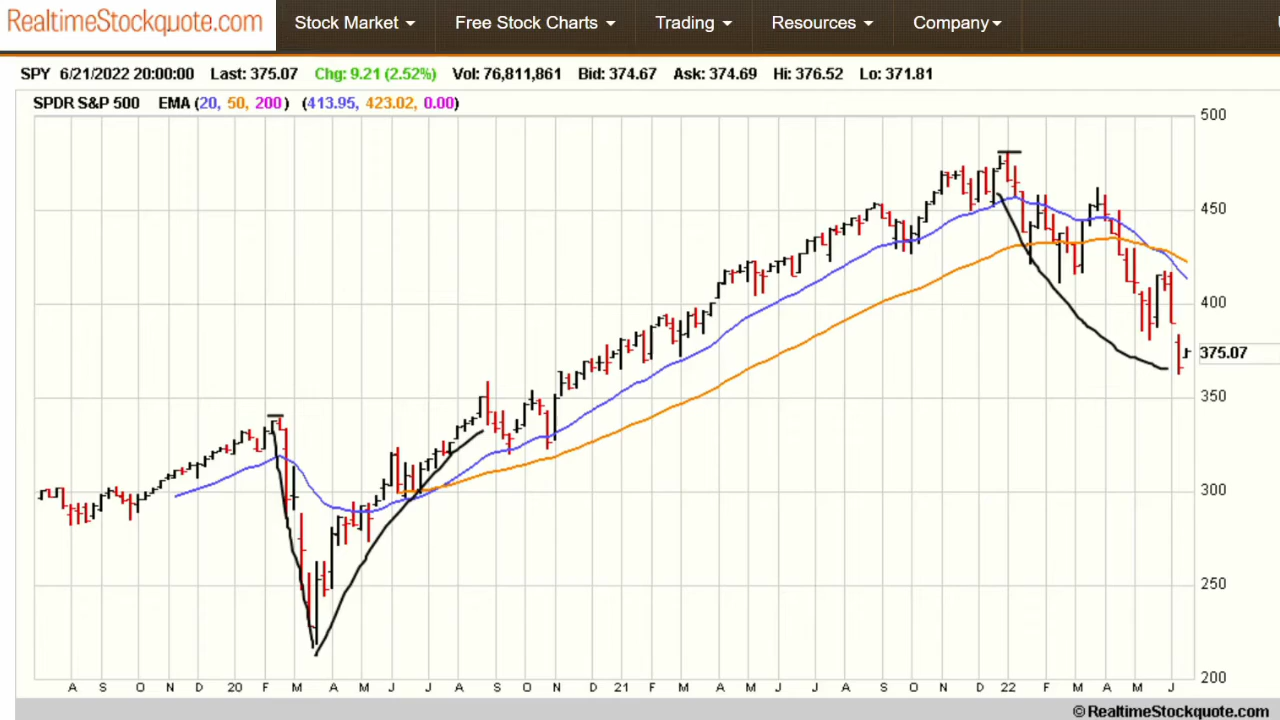 RealtimeStockquote.com Stock Market Free Stock Charts Trading Resources Company
SPY 6/21/2022 20:00:00 Last: 375.07 Chg: 9.21 (2.52%) Vol: 76,811,861 Bid: 374.67 Ask: 374.69 Hi: 376.52 Lo: 371.81
SPDR S&P 500 EMA (20, 50, 200) (413.95, 423.02, 0.00)
500
450
400
375.07
350
300
250
200
A S O N D 20 F M A M J J A S O N D 21 F M A M J J A S O N D 22 F M A M J
© RealtimeStockquote.com